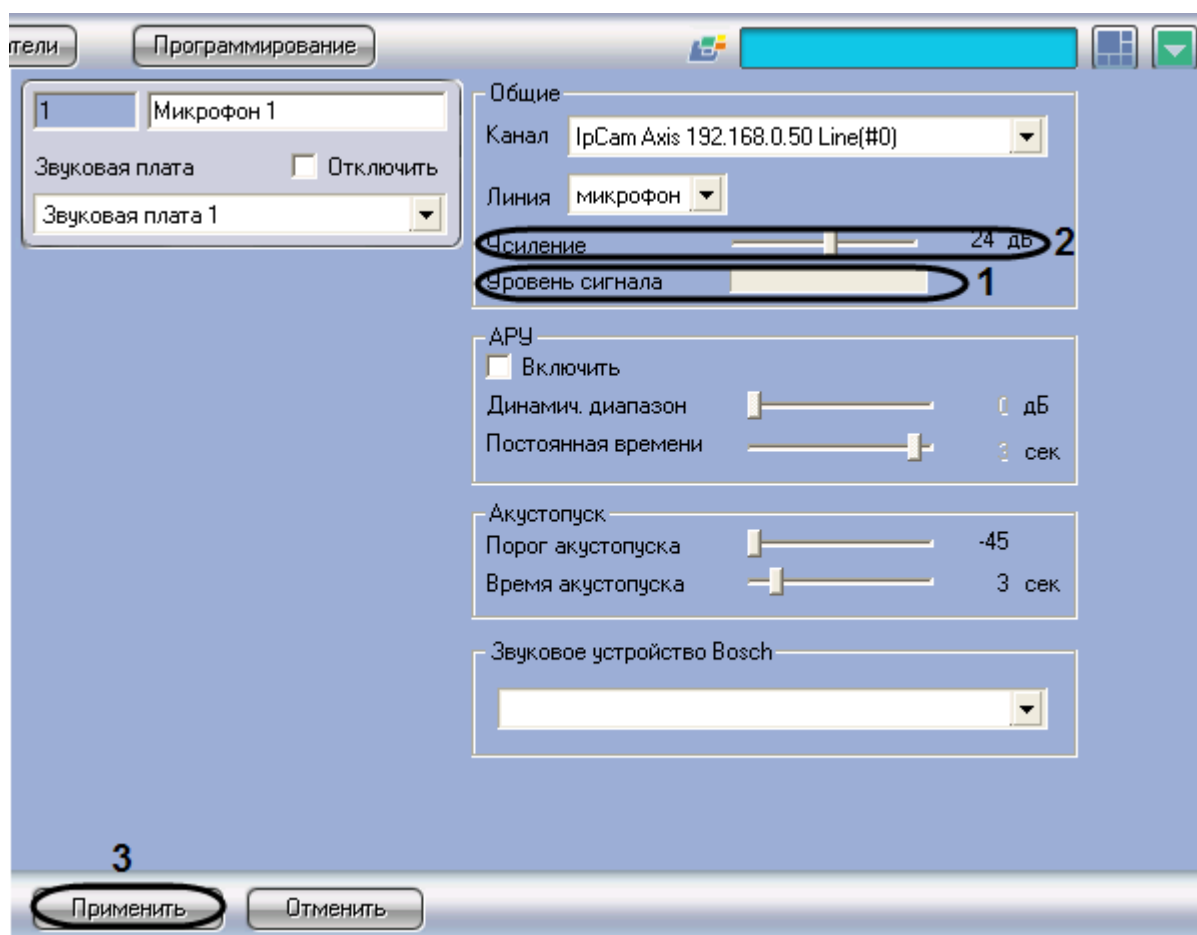 тели
Программирование
1
Микрофон 1
Звуковая плата
Отключить
Звуковая плата 1
Общие
Канал
IpCam Axis 192.168.0.50 Line(#0)
Линия
микрофон
Усиление
24 дБ
2
Уровень сигнала
1
АРУ
Включить
Динамич. диапазон
0 дБ
Постоянная времени
сек
Акустопуск
Порог акустопуска
-45
Время акустопуска
3 сек
Звуковое устройство Bosch
3
Применить
Отменить